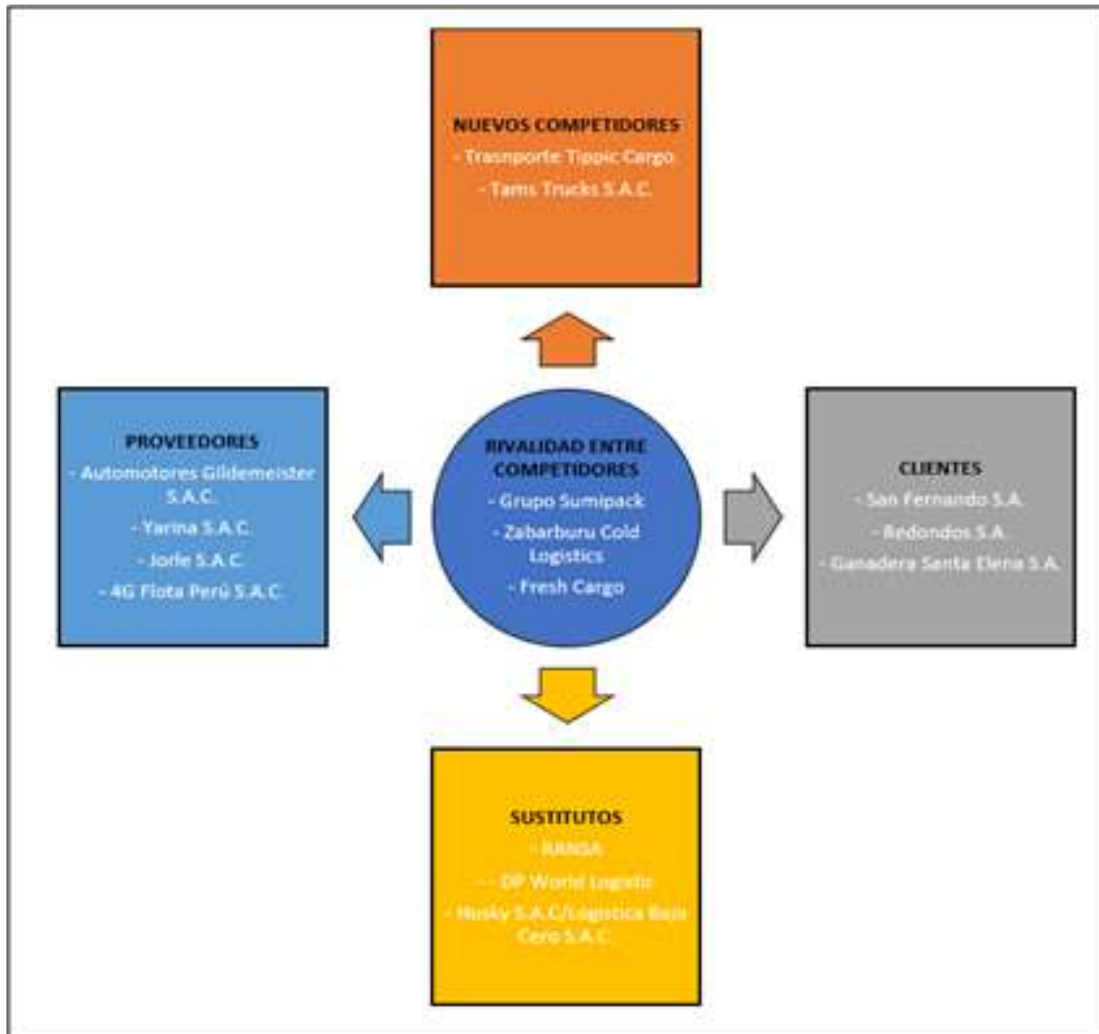 NUEVOS COMPETIDORES
- Trasnporte Tippic Cargo.
- Tams Trucks S.A.C.
PROVEEDORES
- Automotores Gildemeister
S.A.C.
- Yarina S.A.C.
- Jorle S.A.C.
- 4G Flota Perú S.A.C.
RIVALIDAD ENTRE
COMPETIDORES
- Grupo Sumipack
- Zaharburu Cold
Logistics
- Fresh Cargo
CLIENTES
- San Fernando S.A.
- Redondos S.A.
- Ganadera Santa Elena S.A.
SUSTITUTOS
- RANSA
- - DP World Logistic
- Husky S.A.C/Logistica Bajo
Cero S.A.C